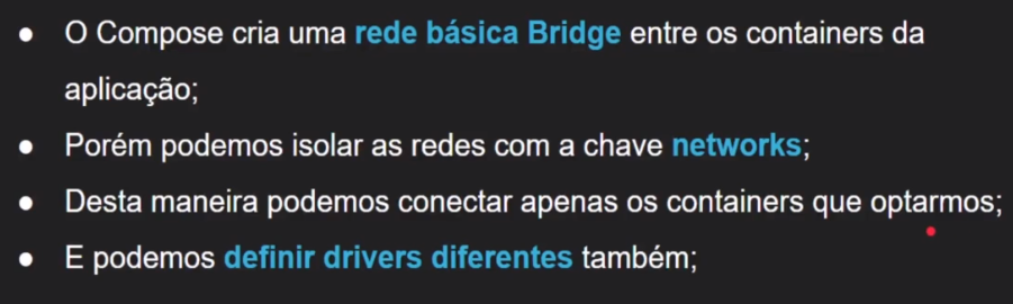 ● O Compose cria uma rede básica Bridge entre os containers da
aplicação;
● Porém podemos isolar as redes com a chave networks;
● Desta maneira podemos conectar apenas os containers que optarmos;
● E podemos definir drivers diferentes também;